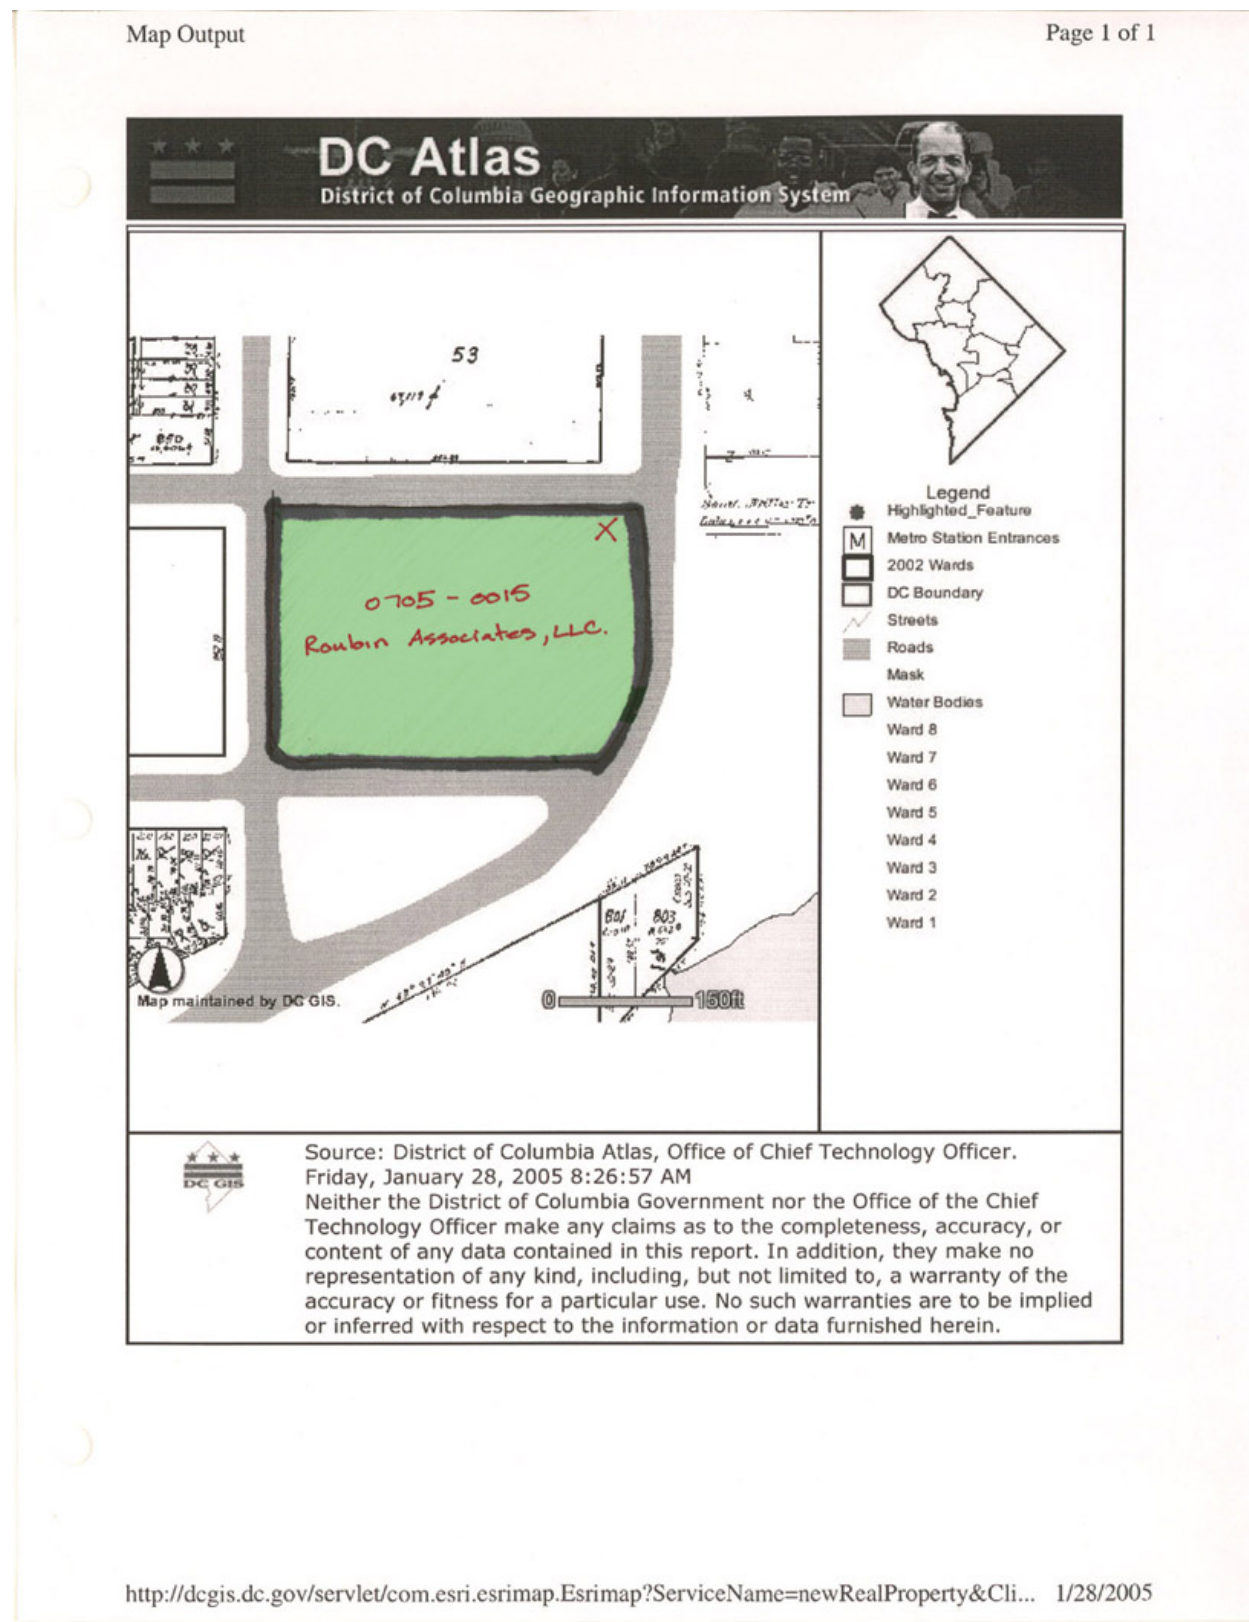 Map Output
Page 1 of 1
DC Atlas
District of Columbia Geographic Information System
53
850
0705-0015
Roubin Associates, LLC.
X
801
803
0
150ft
Map maintained by DC GIS.
Legend
Highlighted_Feature
M
Metro Station Entrances
2002 Wards
DC Boundary
Streets
Roads
Mask
Water Bodies
Ward 8
Ward 7
Ward 6
Ward 5
Ward 4
Ward 3
Ward 2
Ward 1
DC GIS
Source: District of Columbia Atlas, Office of Chief Technology Officer.
Friday, January 28, 2005 8:26:57 AM
Neither the District of Columbia Government nor the Office of the Chief
Technology Officer make any claims as to the completeness, accuracy, or
content of any data contained in this report. In addition, they make no
representation of any kind, including, but not limited to, a warranty of the
accuracy or fitness for a particular use. No such warranties are to be implied
or inferred with respect to the information or data furnished herein.
http://dcgis.dc.gov/servlet/com.esri.esrimap.Esrimap?ServiceName=newRealProperty&Cli... 1/28/2005